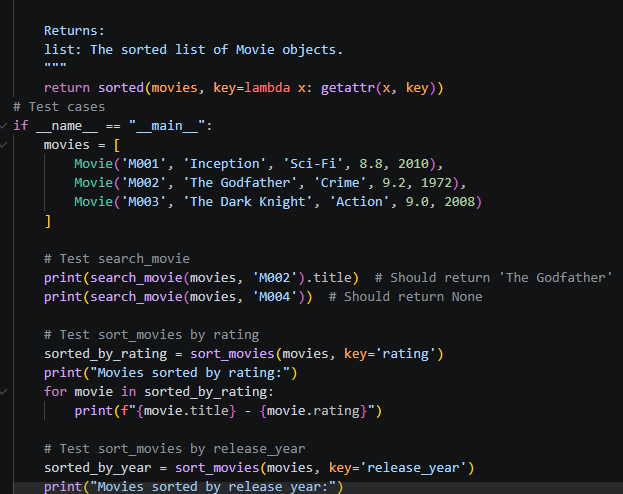 Returns:
list: The sorted list of Movie objects.
"""
return sorted(movies, key=lambda x: getattr(x, key))
# Test cases
if __name__ == "__main__":
movies = [
Movie('M001', 'Inception', 'Sci-Fi', 8.8, 2010),
Movie('M002', 'The Godfather', 'Crime', 9.2, 1972),
Movie('M003', 'The Dark Knight', 'Action', 9.0, 2008)
]
# Test search_movie
print(search_movie(movies, 'M002').title)  # Should return 'The Godfather'
print(search_movie(movies, 'M004'))  # Should return None
# Test sort_movies by rating
sorted_by_rating = sort_movies(movies, key='rating')
print("Movies sorted by rating:")
for movie in sorted_by_rating:
print(f"{movie.title} - {movie.rating}")
# Test sort_movies by release_year
sorted_by_year = sort_movies(movies, key='release_year')
print("Movies sorted by release year:")